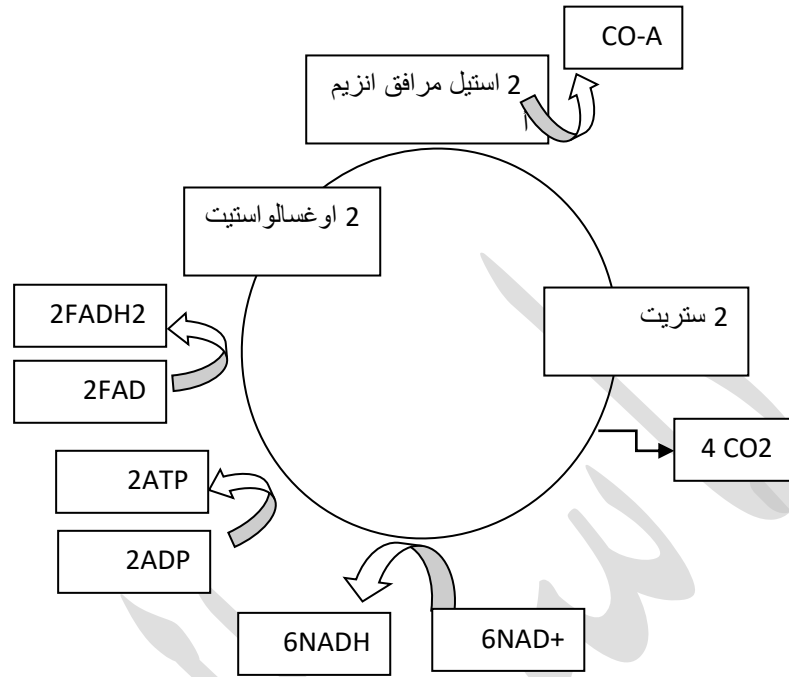 CO-A
2 استيل مرافق انزيم
أ
2 اوغسالواستيت
2 ستريت
2FADH2
2FAD
4 CO2
2ATP
2ADP
6NADH
6NAD+